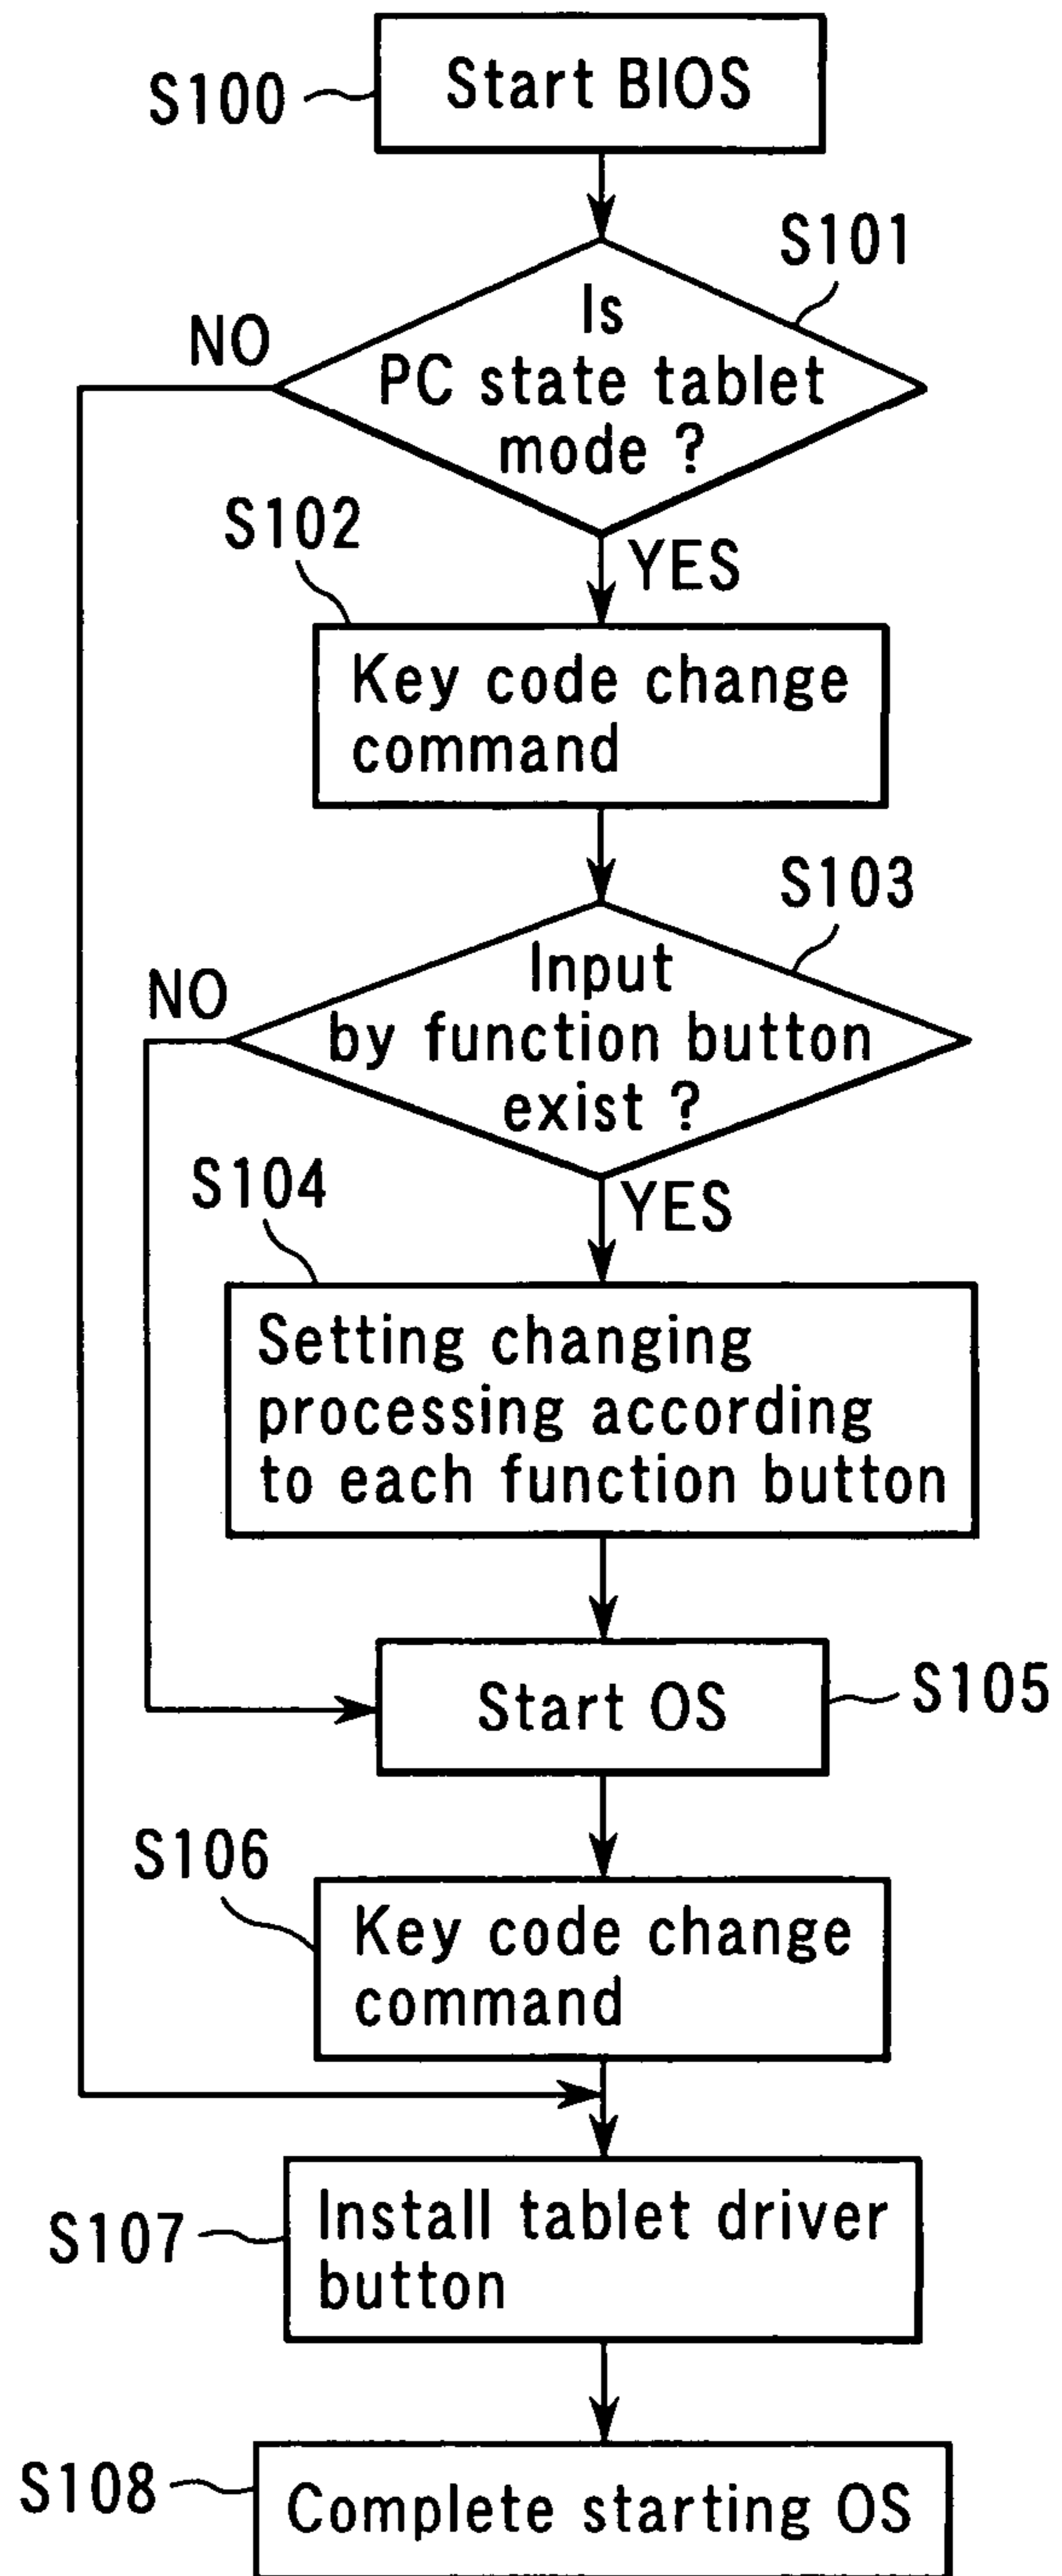 S100
Start BIOS
S101
Is
PC state tablet
mode ?
NO
YES
S102
Key code change
command
S103
Input
by function button
exist ?
NO
YES
S104
Setting changing
processing according
to each function button
Start OS
S105
S106
Key code change
command
S107
Install tablet driver
button
S108
Complete starting OS